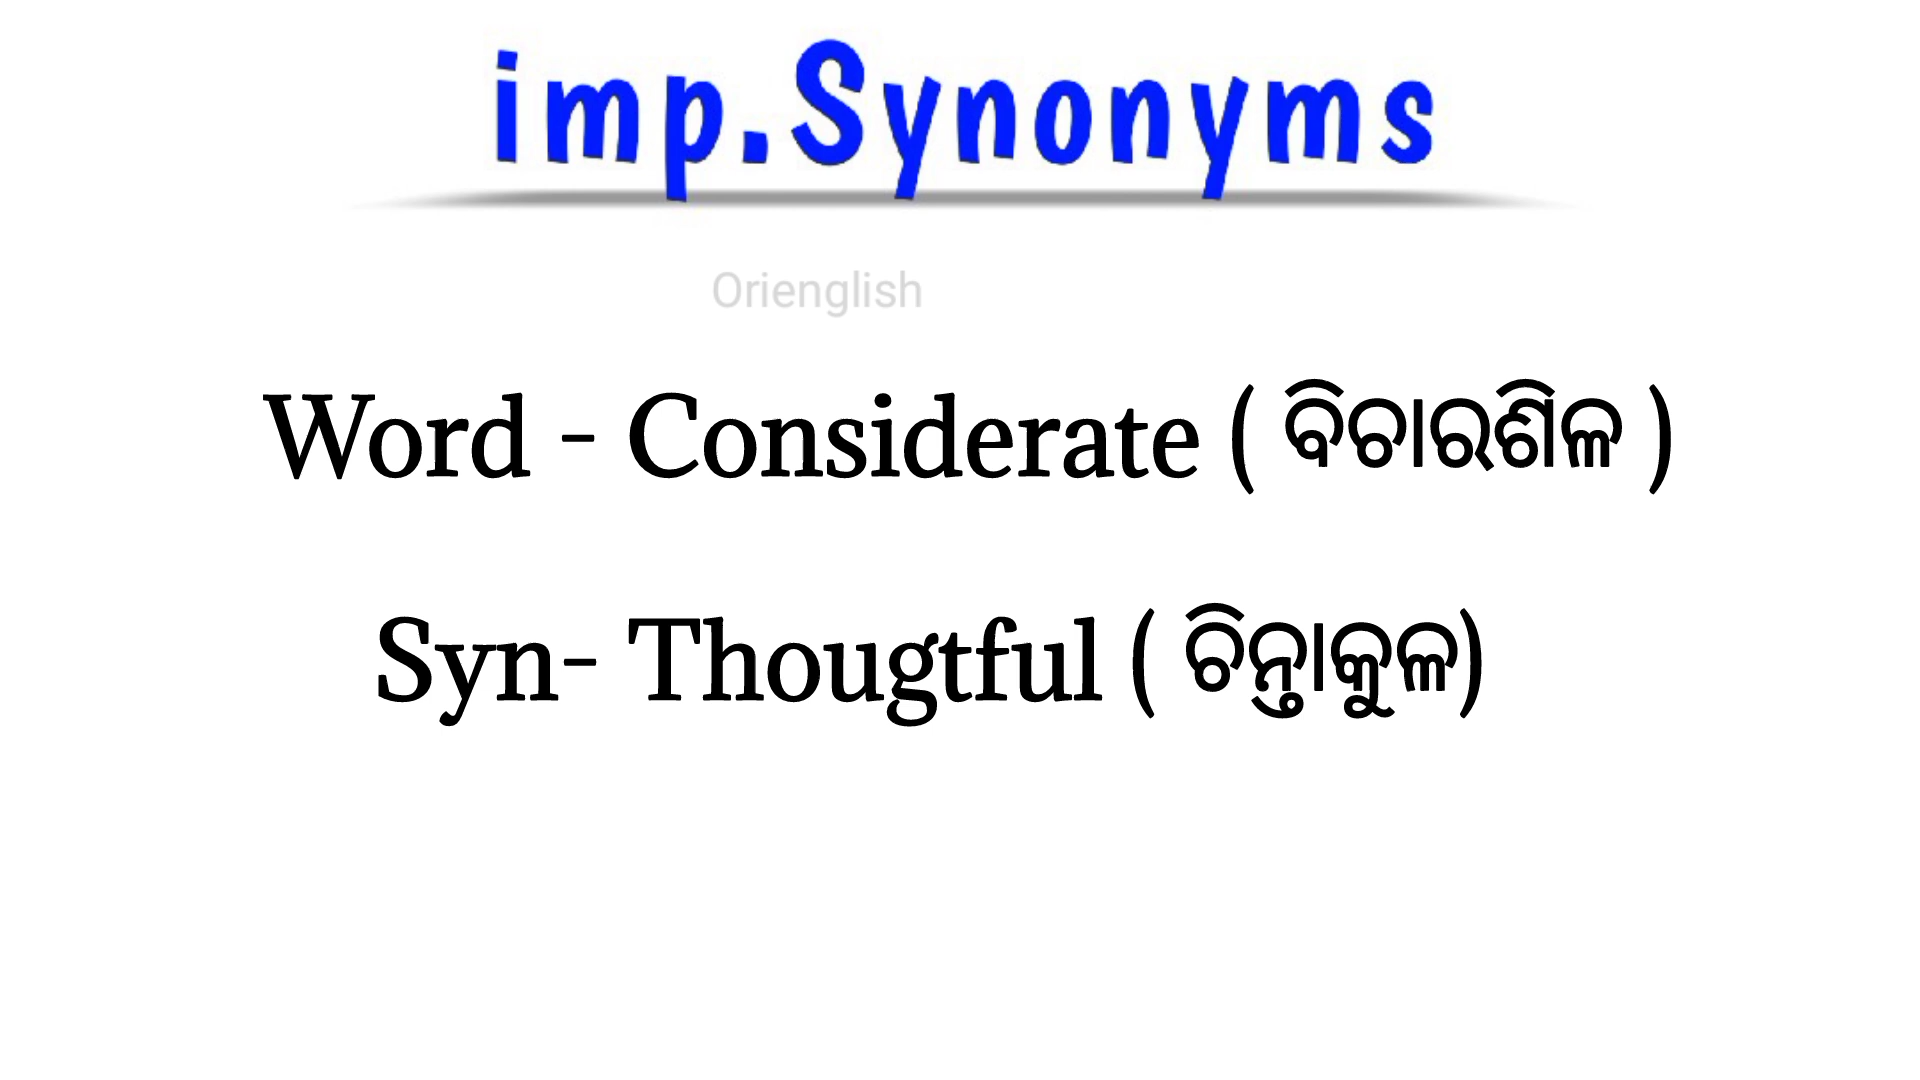 imp.Synonyms
Orienglish
Word - Considerate ( ବିଚାରଶିଳ )
Syn- Thougtful ( ଚିନ୍ତାକୁଳ)